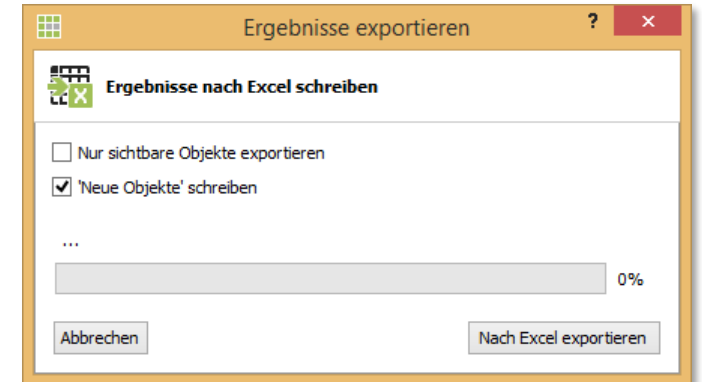 Ergebnisse exportieren
?
×
Ergebnisse nach Excel schreiben
Nur sichtbare Objekte exportieren
'Neue Objekte' schreiben
...
0%
Abbrechen
Nach Excel exportieren